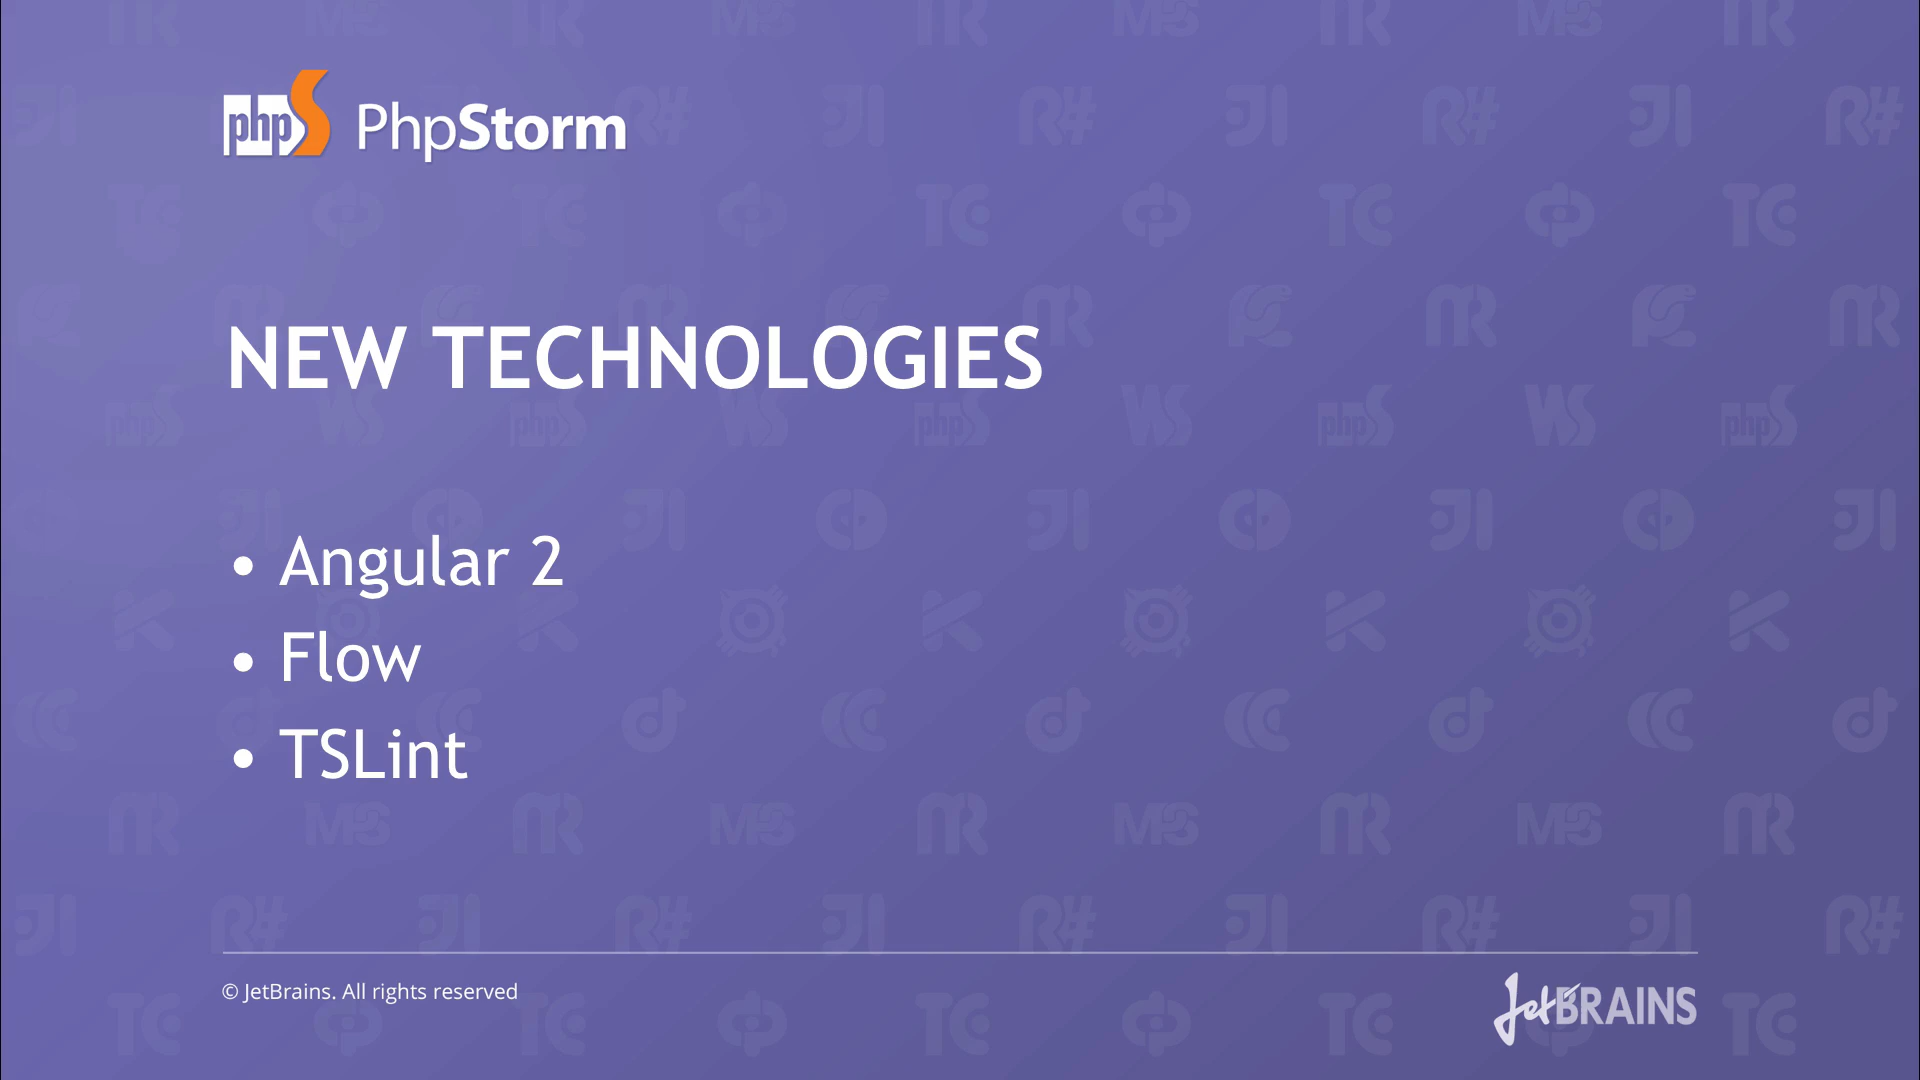 php PhpStorm
NEW TECHNOLOGIES
• Angular 2
• Flow
• TSLint
© JetBrains. All rights reserved
JetBRAINS